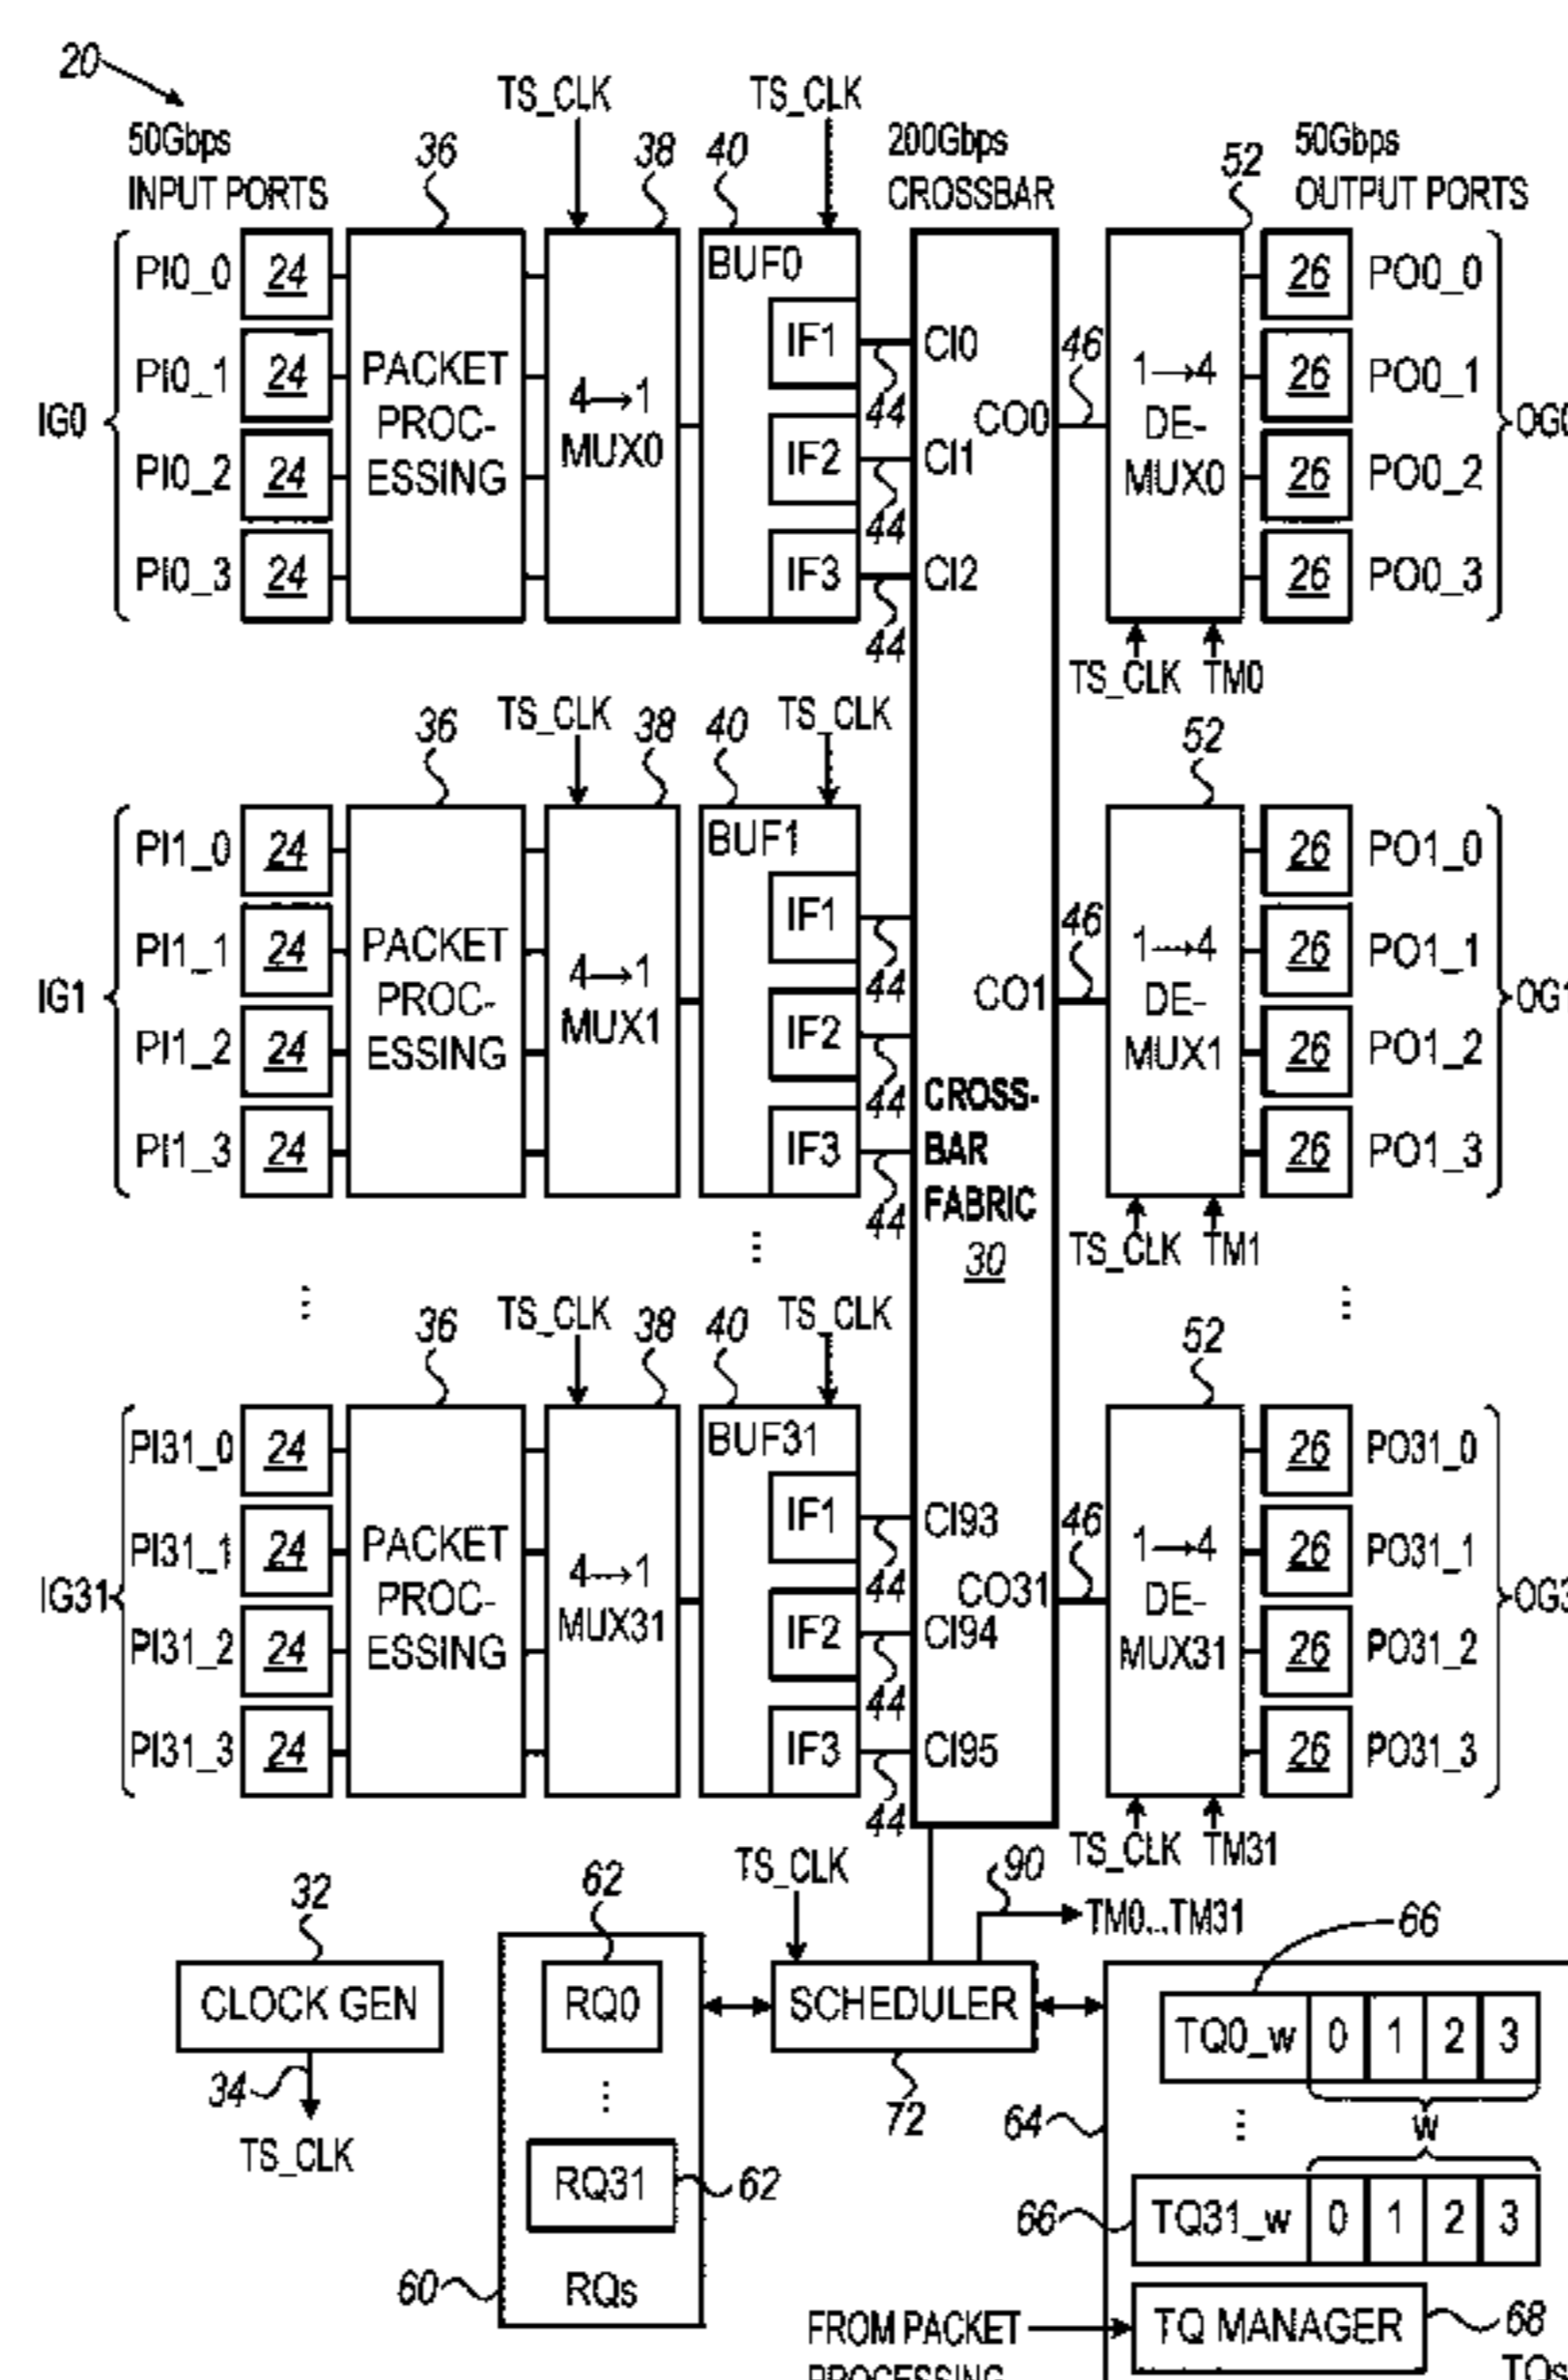 20
TS_CLK TS_CLK
50Gbps
INPUT PORTS
36 38 40
200Gbps
CROSSBAR
52
50Gbps
OUTPUT PORTS
IG0
PI0_0 24
PI0_1 24
PI0_2 24
PI0_3 24
PACKET
PROC-
ESSING
4→1
MUX0
BUF0
IF1
IF2
IF3
44
44
44
CI0
CI1
CI2
CO0
46
1→4
DE-
MUX0
26 PO0_0
26 PO0_1
26 PO0_2
26 PO0_3
TS_CLK TM0
36 TS_CLK 38 40 TS_CLK
52
IG1
PI1_0 24
PI1_1 24
PI1_2 24
PI1_3 24
PACKET
PROC-
ESSING
4→1
MUX1
BUF1
IF1
IF2
IF3
44
44
44
CO1
46
CROSS-
BAR
FABRIC
30
1→4
DE-
MUX1
26 PO1_0
26 PO1_1
26 PO1_2
26 PO1_3
TS_CLK TM1
...
...
...
36 TS_CLK 38 40 TS_CLK
52
IG31
PI31_0 24
PI31_1 24
PI31_2 24
PI31_3 24
PACKET
PROC-
ESSING
4→1
MUX31
BUF31
IF1
IF2
IF3
44
44
44
CI93
CI94
CI95
CO31
46
1→4
DE-
MUX31
26 PO31_0
26 PO31_1
26 PO31_2
26 PO31_3
TS_CLK TM31
32
CLOCK GEN
34
TS_CLK
62
RQ0
...
RQ31 62
RQs
60
TS_CLK
SCHEDULER
72
90
TM0...TM31
66
TQ0_w 0 1 2 3
...
w
64
66
TQ31_w 0 1 2 3
FROM PACKET
PROCESSING
TQ MANAGER 68